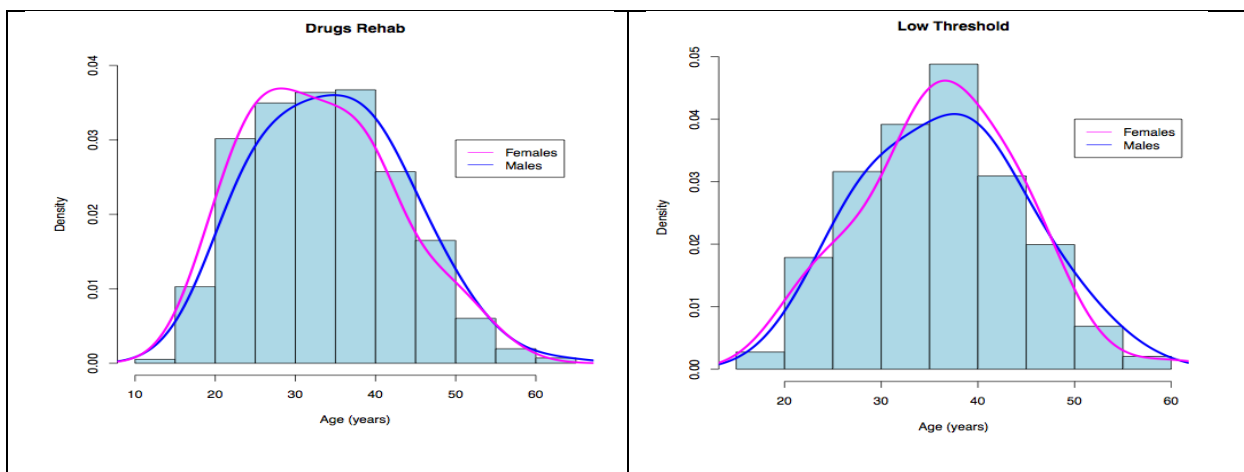 Drugs Rehab
0.04
0.03
0.02
0.01
0.00
Density
Females
Males
10 20 30 40 50 60
Age (years)
Low Threshold
0.05
0.04
0.03
0.02
0.01
0.00
Density
Females
Males
20 30 40 50 60
Age (years)